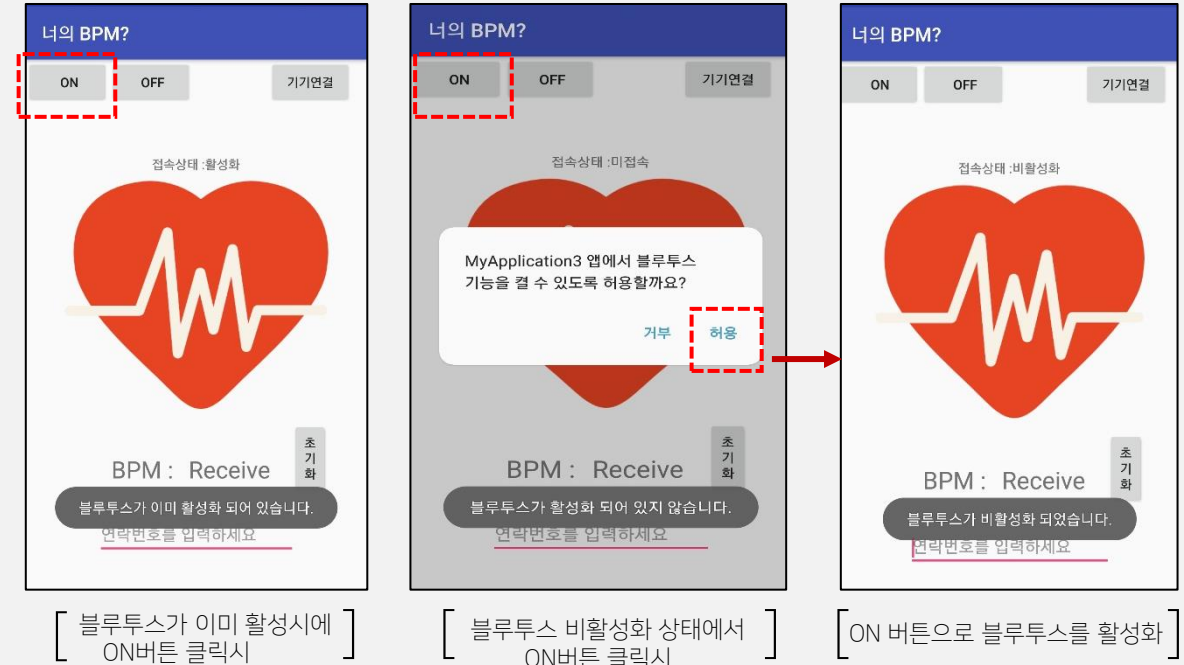 너의 BPM?
ON OFF 기기연결
접속상태 :활성화
BPM : Receive
초
기
화
블루투스가 이미 활성화 되어 있습니다.
연락번호를 입력하세요
블루투스가 이미 활성시에
ON버튼 클릭시
너의 BPM?
ON OFF 기기연결
접속상태 :미접속
MyApplication3 앱에서 블루투스
기능을 켤 수 있도록 허용할까요?
거부 허용
BPM : Receive
초
기
화
블루투스가 활성화 되어 있지 않습니다.
연락번호를 입력하세요
블루투스 비활성화 상태에서
ON버튼 클릭시
너의 BPM?
ON OFF 기기연결
접속상태 :비활성화
BPM : Receive
초
기
화
블루투스가 비활성화 되었습니다.
연락번호를 입력하세요
ON 버튼으로 블루투스를 활성화